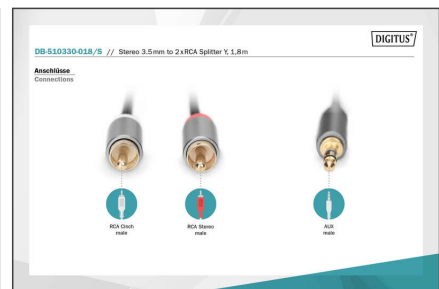 DIGITUS®
DB-510330-018/S // Stereo 3.5mm to 2xRCA Splitter Y, 1,8m
Anschlüsse
Connections
RCA Cinch
male
RCA Stereo
male
AUX
male